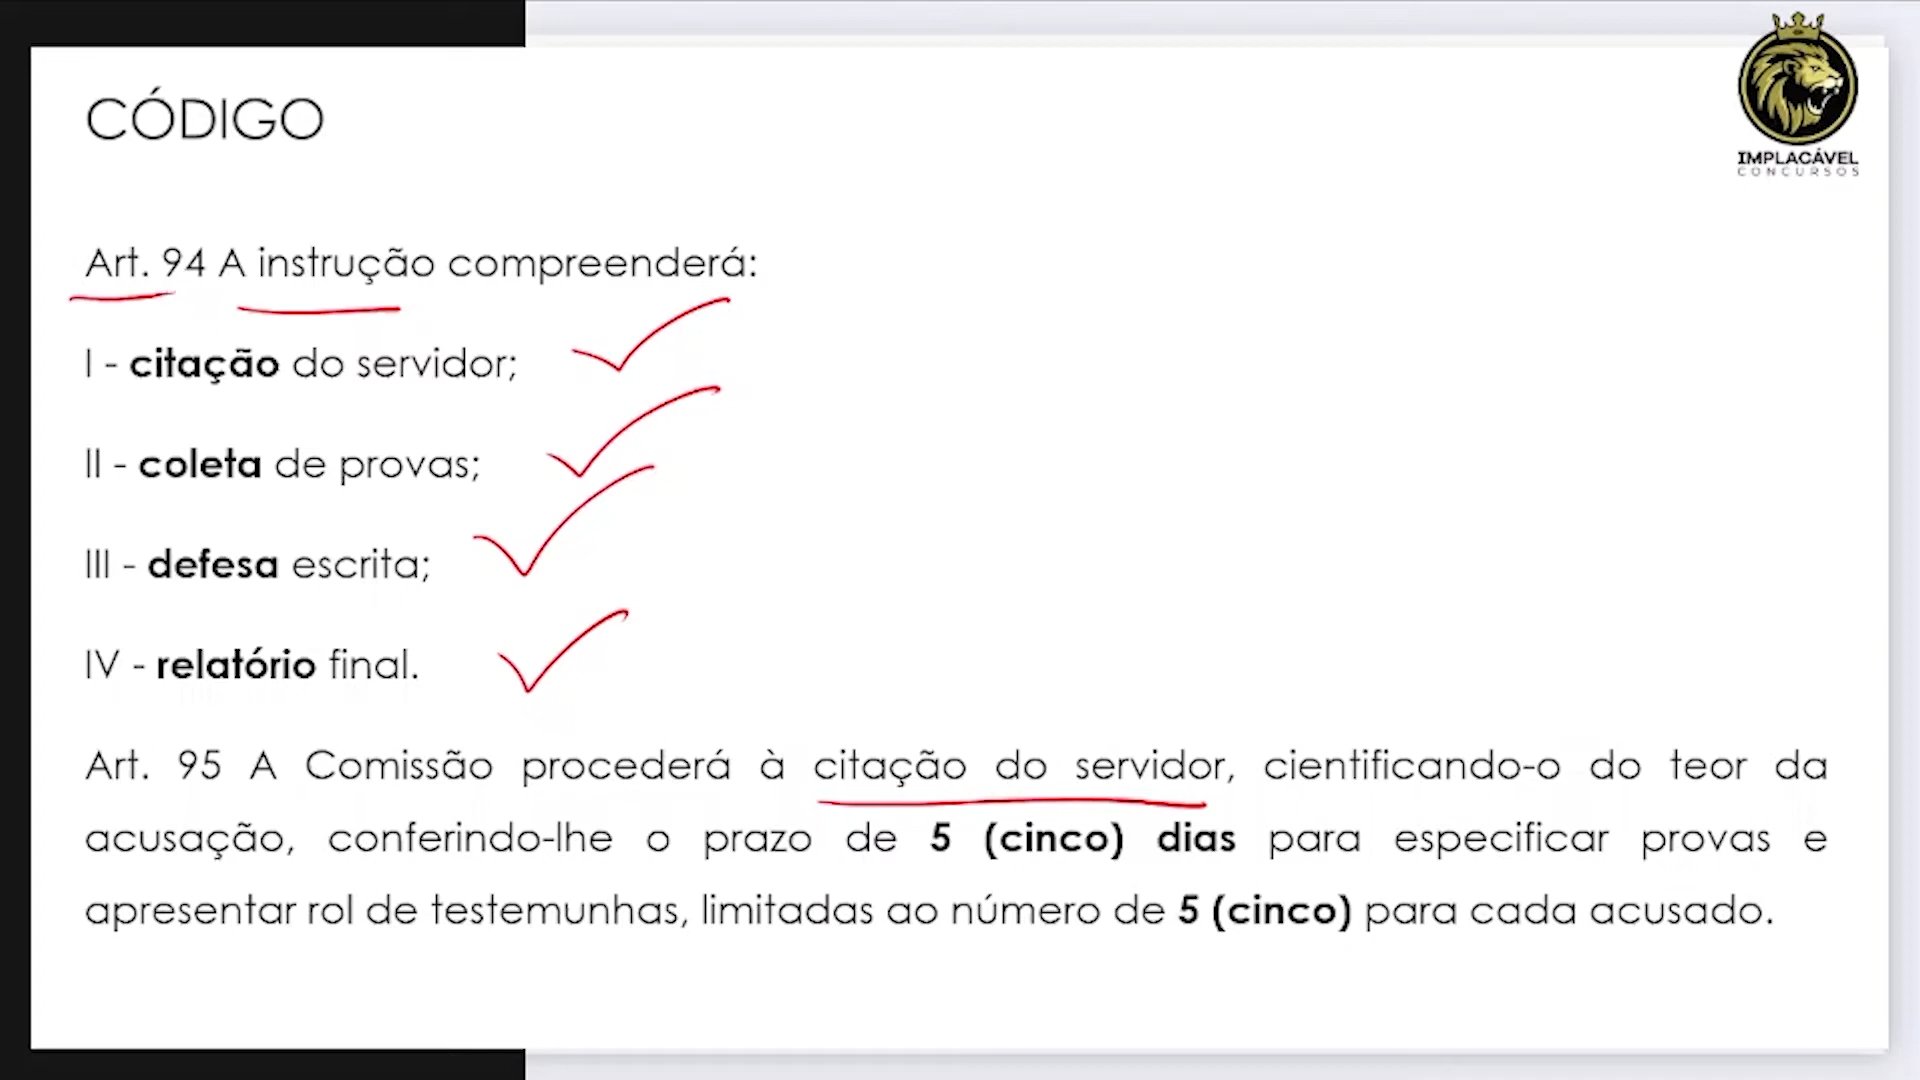 CÓDIGO
IMPLACÁVEL
CONCURSOS
Art. 94 A instrução compreenderá:
I - citação do servidor;
II - coleta de provas;
III - defesa escrita;
IV - relatório final.
Art. 95 A Comissão procederá à citação do servidor, cientificando-o do teor da
acusação, conferindo-lhe o prazo de 5 (cinco) dias para especificar provas e
apresentar rol de testemunhas, limitadas ao número de 5 (cinco) para cada acusado.